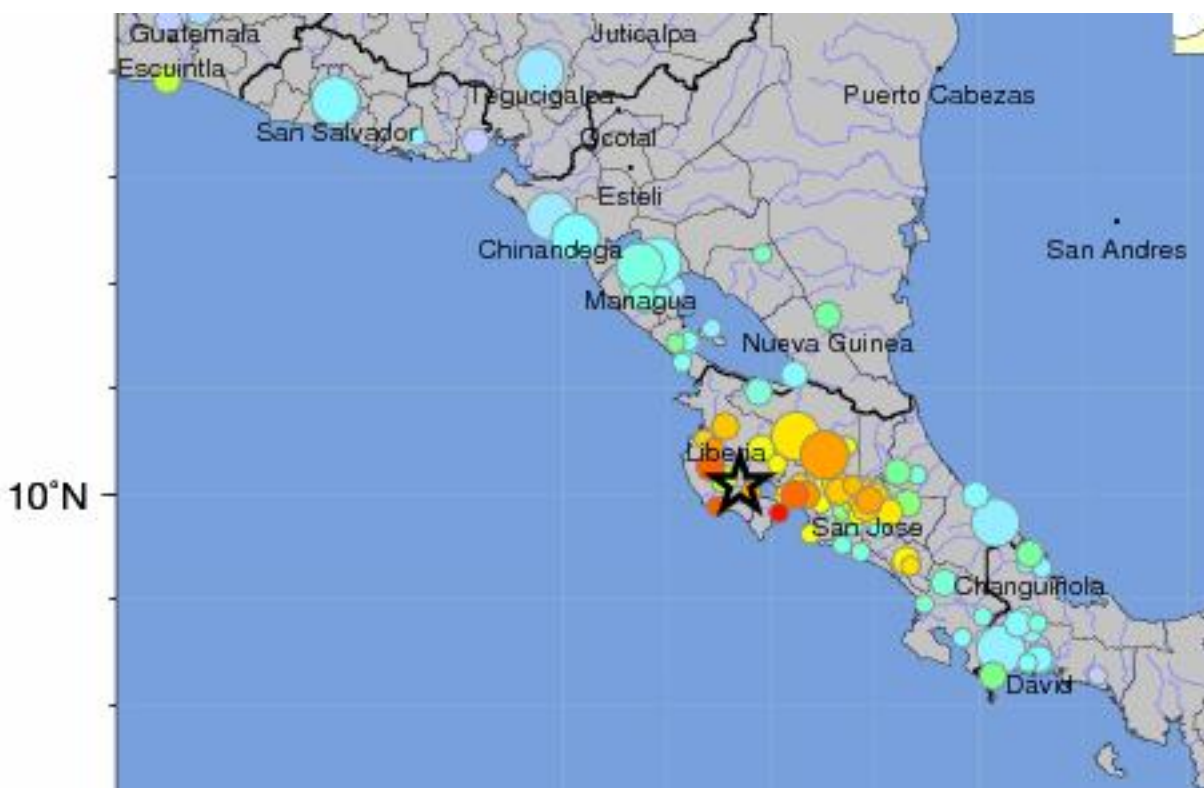 Guatemala
Juticalpa
Escuintla
Tegucigalpa
Puerto Cabezas
San Salvador
Ocotal
Esteli
Chinandega
San Andres
Managua
Nueva Guinea
Liberia
10°N
San Jose
Changuinola
David